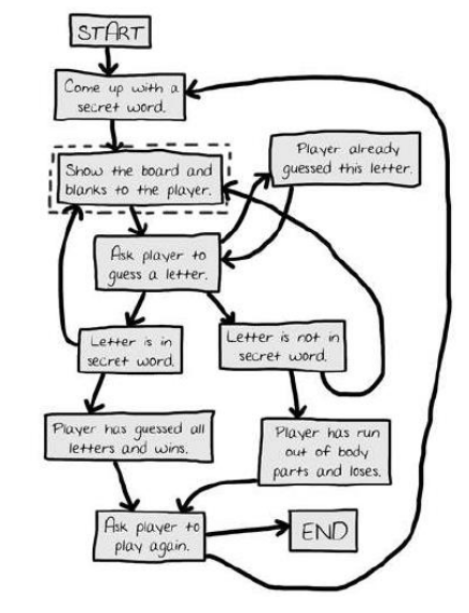 START
Come up with a
secret word.
Show the board and
blanks to the player.
Player already
guessed this letter.
Ask player to
guess a letter.
Letter is in
secret word.
Letter is not in
secret word.
Player has guessed all
letters and wins.
Player has run
out of body
parts and loses.
Ask player to
play again.
END